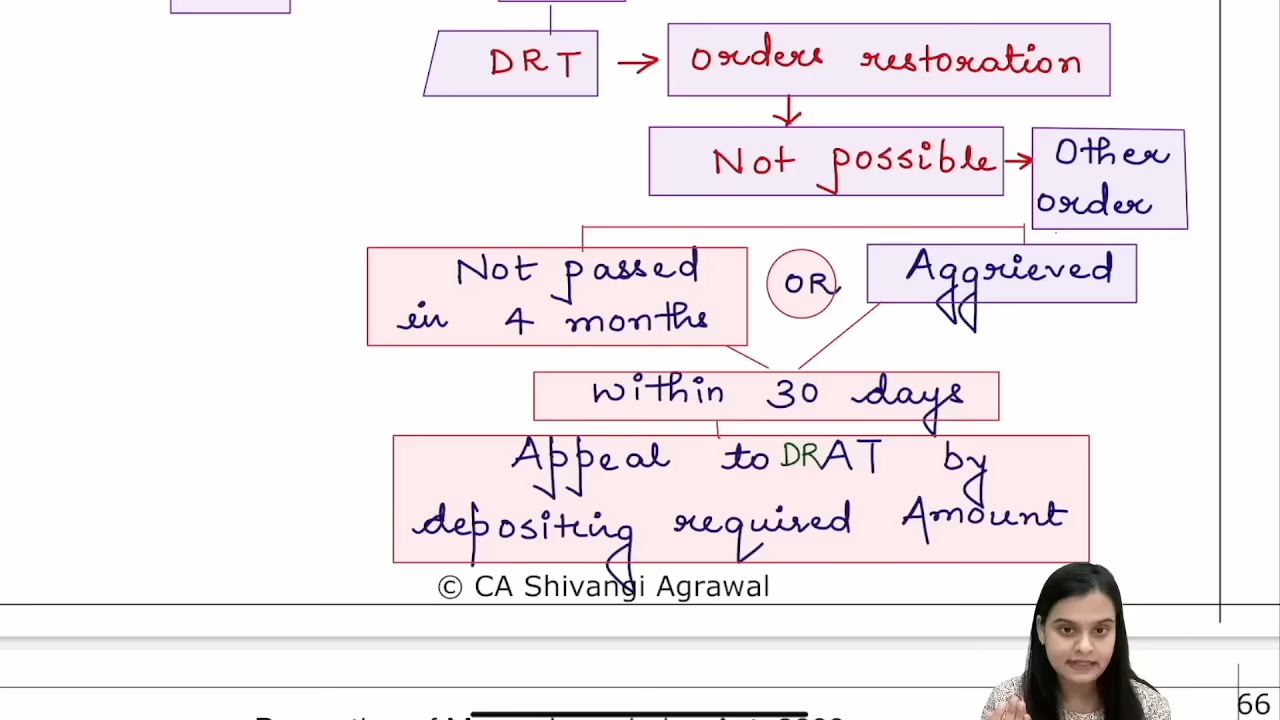 DRT → Orders restoration
Not possible → Other
order
Not passed
in 4 months
OR
Aggrieved
within 30 days
Appeal to DRAT by
depositing required Amount
© CA Shivangi Agrawal
66